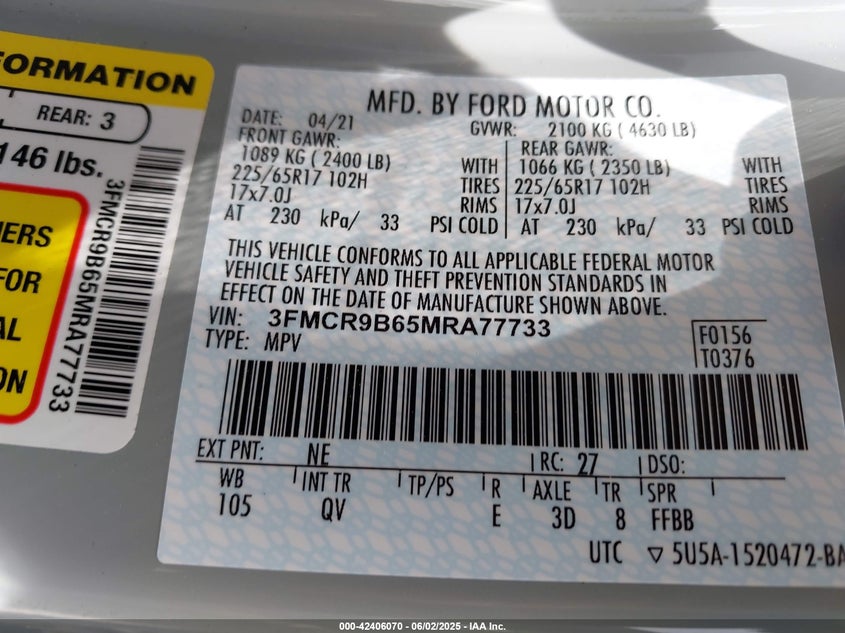 FORMATION
REAR: 3
146 lbs.
3FMCR9B65MRA77733
IERS
FOR
AL
ON
MFD. BY FORD MOTOR CO.
DATE: 04/21 GVWR: 2100 KG ( 4630 LB)
FRONT GAWR: REAR GAWR:
1089 KG ( 2400 LB) WITH 1066 KG ( 2350 LB) WITH
225/65R17 102H TIRES 225/65R17 102H TIRES
17x7.0J RIMS 17x7.0J RIMS
AT 230 kPa/ 33 PSI COLD AT 230 kPa/ 33 PSI COLD
THIS VEHICLE CONFORMS TO ALL APPLICABLE FEDERAL MOTOR
VEHICLE SAFETY AND THEFT PREVENTION STANDARDS IN
EFFECT ON THE DATE OF MANUFACTURE SHOWN ABOVE.
VIN: 3FMCR9B65MRA77733
TYPE: MPV
F0156
T0376
EXT PNT: NE RC: 27 DSO:
WB INT TR TP/PS R AXLE TR SPR
105 QV E 3D 8 FFBB
UTC ▽ 5U5A-1520472-BA
000-42406070 - 06/02/2025 - IAA Inc.